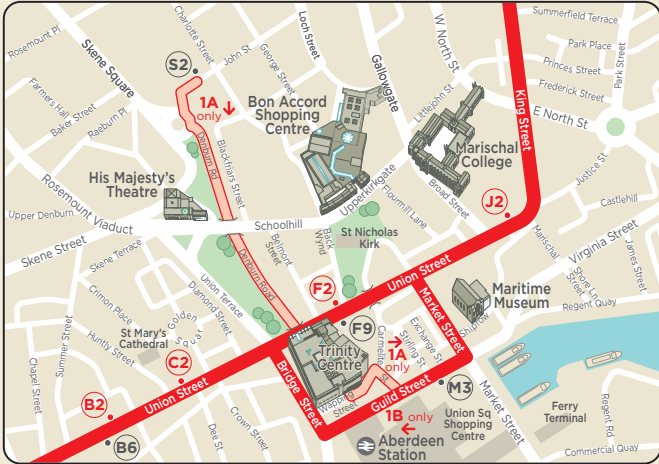 Rosemount Pl
Skene Square
Charlotte Street
John St
George Street
Loch Street
Gallowgate
W North St
Summerfield Terrace
Park Place
Princes Street
Frederick Street
Park Street
E North St
King Street
S2
Farmers Hall
Baker Street
Raeburn Pl
1A
only
Bon Accord
Shopping
Centre
Littlejohn St
Marischal
College
Denburn Rd
Blackfriars Street
Justice St
His Majesty's
Theatre
Upperkirkgate
Broad Street
Flourmill Lane
J2
Castlehill
Rosemount Viaduct
Upper Denburn
Schoolhill
Belmont
Street
Back
Wynd
St Nicholas
Kirk
Marischal
Virginia Street
James Street
Skene Street
Skene Terrace
Denburn Road
Union Street
Shore Ln
Regent Quay
Union Terrace
Diamond Street
F2
Market Street
Maritime
Museum
Crimon Place
Golden
Square
Huntly Street
St Mary's
Cathedral
Summer Street
Chapel Street
F9
Trinity
Centre
Carmelite
Stirling St
Exchange St
1A
only
C2
Union Street
Bridge Street
Wapping
Street
Guild Street
M3
Market Street
B2
B6
Crown Street
Dee St
1B only
Union Sq
Shopping
Centre
Aberdeen
Station
Ferry
Terminal
Regent Rd
Commercial Quay